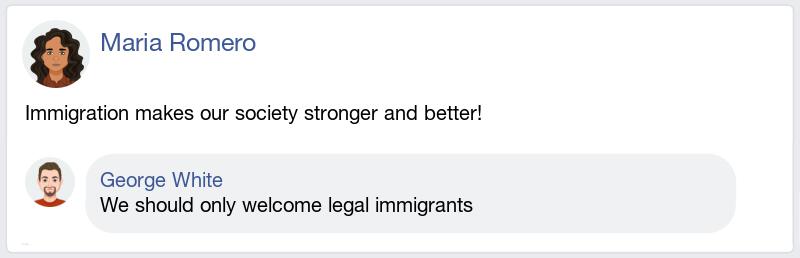 Maria Romero
Immigration makes our society stronger and better!
George White
We should only welcome legal immigrants